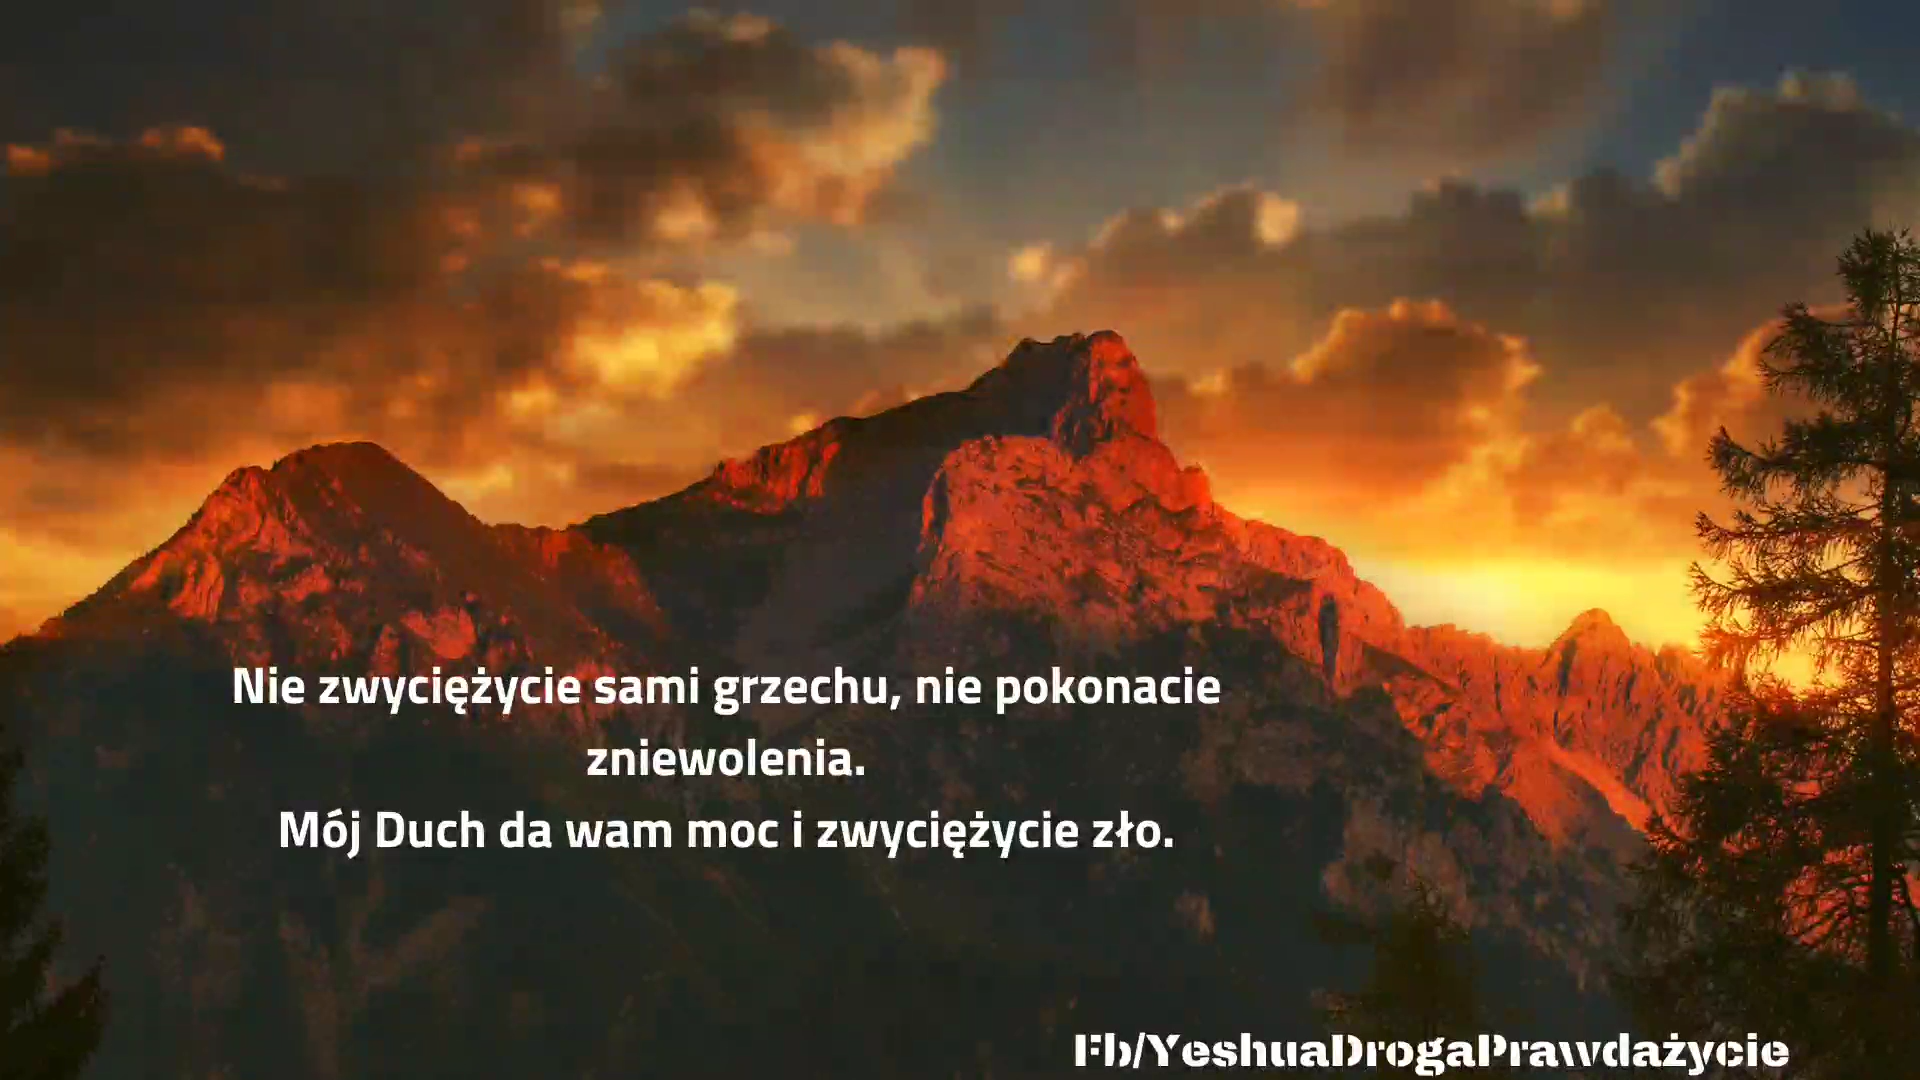 Nie zwyciężycie sami grzechu, nie pokonacie
zniewolenia.
Mój Duch da wam moc i zwyciężycie zło.
Fb/YeshuaDrogaPrawdażycie